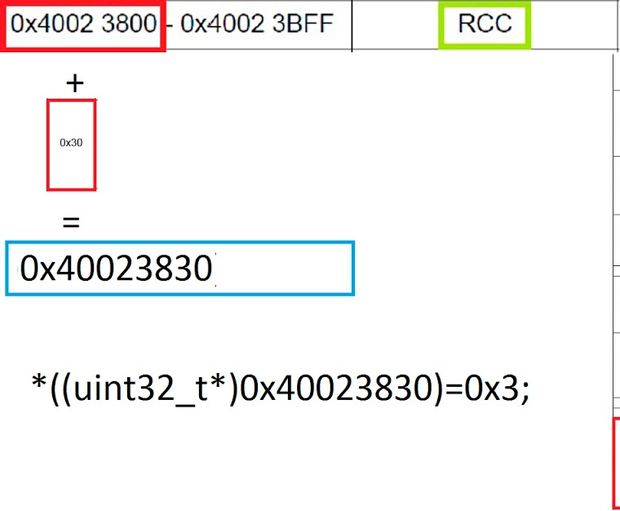 0x4002 3800 - 0x4002 3BFF RCC
+
0x30
=
0x40023830
*((uint32_t*)0x40023830)=0x3;